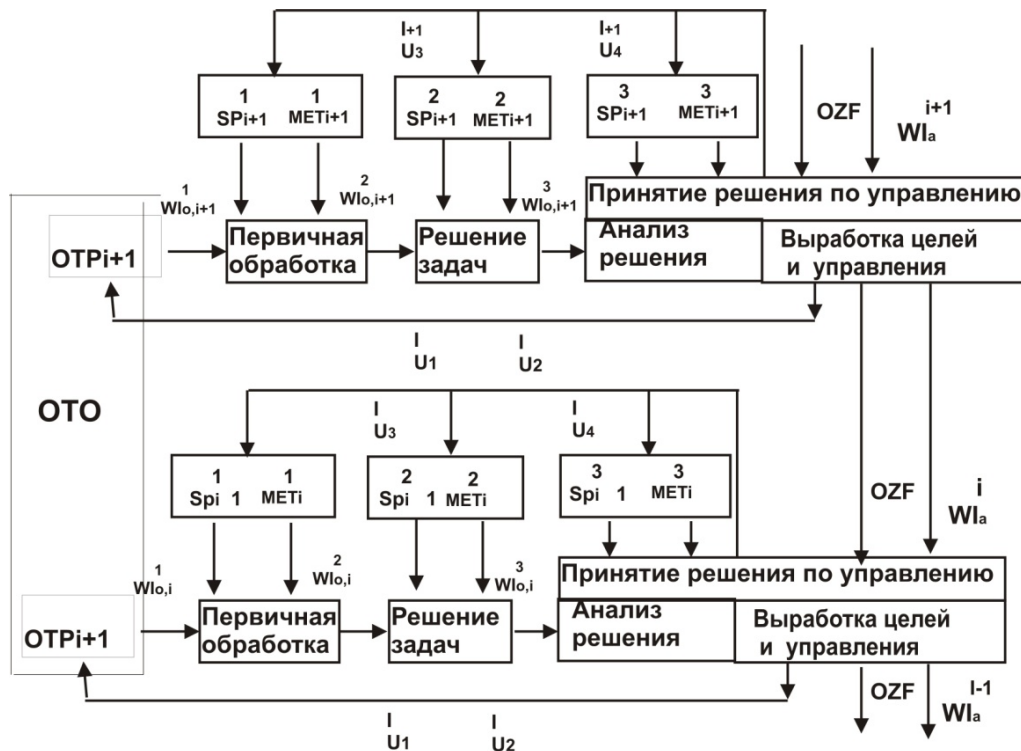 I+1
U3
I+1
U4
1 1
SPi+1 METi+1
2 2
SPi+1 METi+1
3 3
SPi+1 METi+1
OZF
i+1
WIa
1
WIo,i+1
2
WIo,i+1
3
WIo,i+1
Принятие решения по управлению
OTPi+1
Первичная
обработка
Решение
задач
Анализ
решения
Выработка целей
и управления
I
U1
I
U2
OTO
I
U3
I
U4
1 1
Spi 1 METi
2 2
Spi 1 METi
3 3
Spi 1 METi
OZF
i
WIa
1
WIo,i
2
WIo,i
3
WIo,i
Принятие решения по управлению
OTPi+1
Первичная
обработка
Решение
задач
Анализ
решения
Выработка целей
и управления
OZF
I-1
WIa
I
U1
I
U2